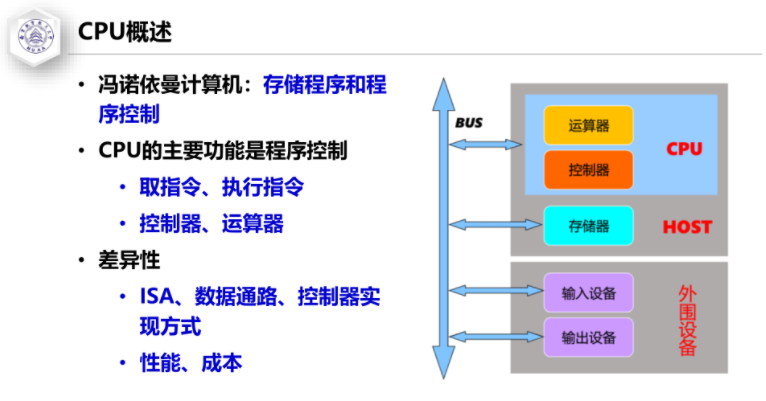 CPU概述
• 冯诺依曼计算机：存储程序和程
序控制
• CPU的主要功能是程序控制
• 取指令、执行指令
• 控制器、运算器
• 差异性
• ISA、数据通路、控制器实
现方式
• 性能、成本
BUS
运算器
控制器
CPU
存储器
HOST
输入设备
输出设备
外围设备